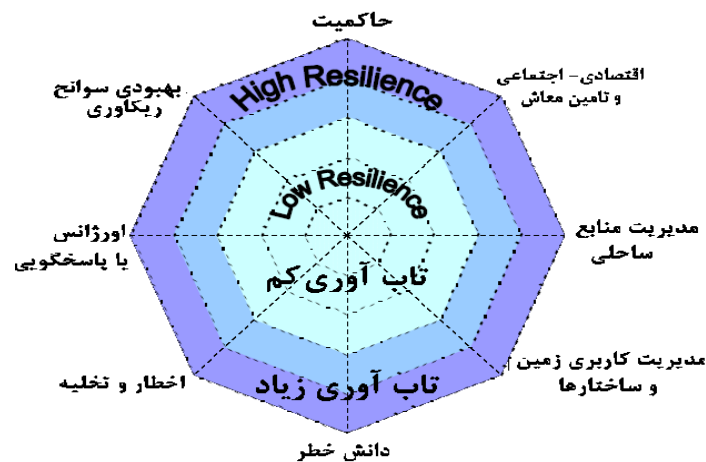 حاکمیت
اقتصادی- اجتماعی
و تامین معاش
بهبودی سوانح
ریکاوری
High Resilience
Low Resilience
مدیریت منابع
ساحلی
اورژانس
یا پاسخگویی
تاب آوری کم
مدیریت کاربری زمین
و ساختارها
اخطار و تخلیه
تاب آوری زیاد
دانش خطر